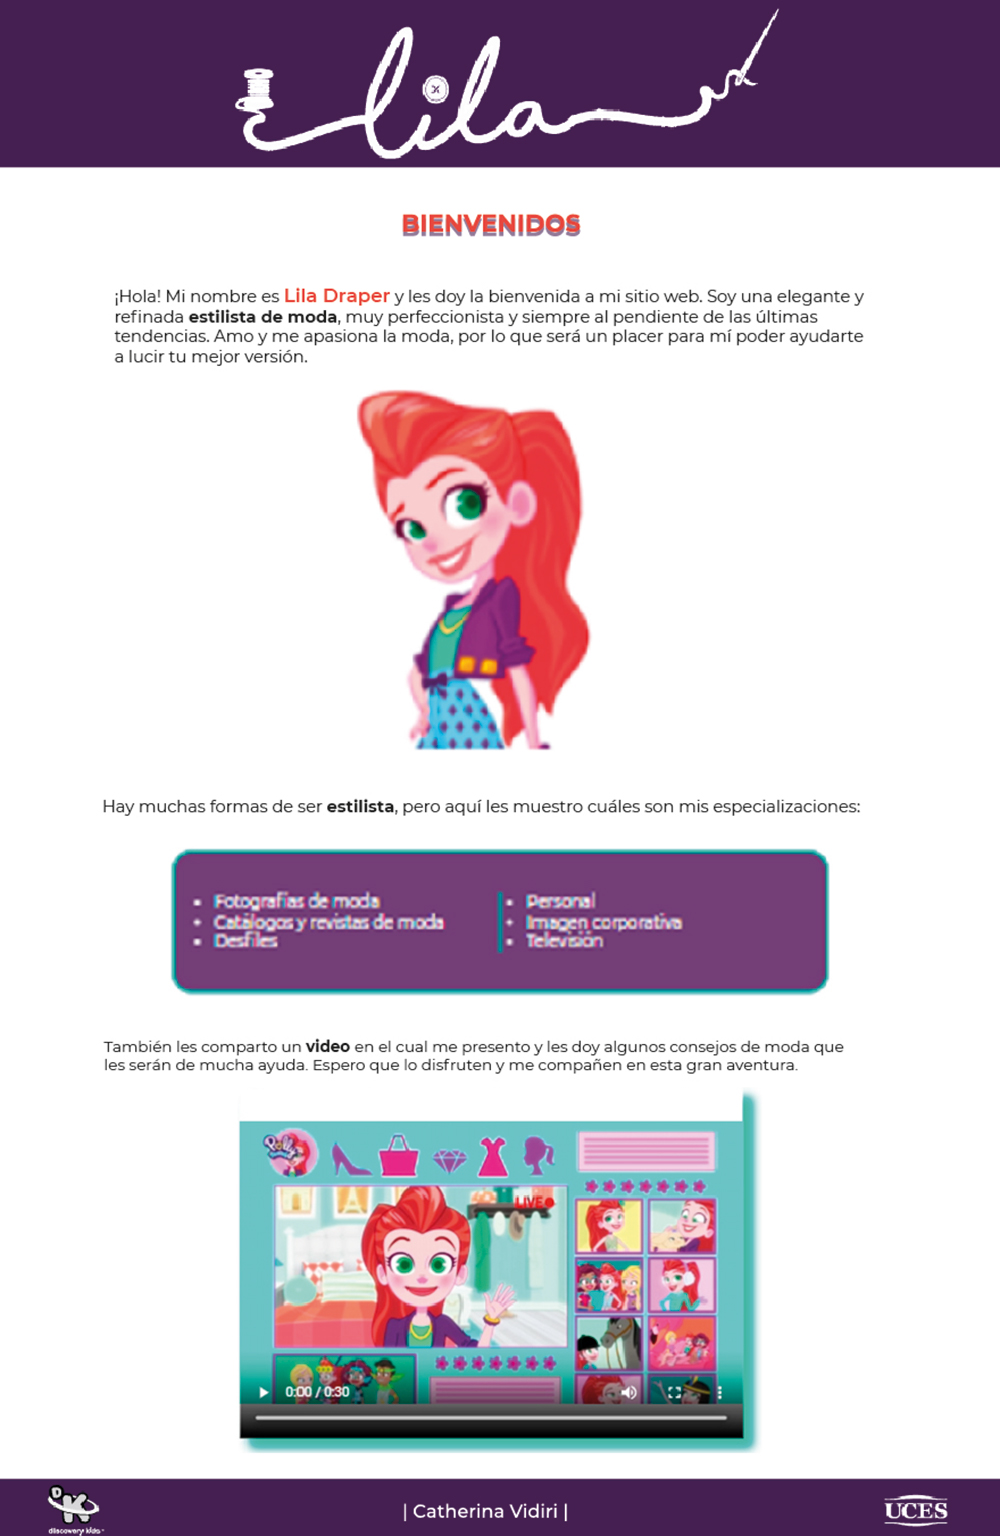 lila
BIENVENIDOS
¡Hola! Mi nombre es Lila Draper y les doy la bienvenida a mi sitio web. Soy una elegante y
refinada estilista de moda, muy perfeccionista y siempre al pendiente de las últimas
tendencias. Amo y me apasiona la moda, por lo que será un placer para mí poder ayudarte
a lucir tu mejor versión.
Hay muchas formas de ser estilista, pero aquí les muestro cuáles son mis especializaciones:
Fotografías de moda
Catálogos y revistas de moda
Desfiles
Personal
Imagen corporativa
Televisión
También les comparto un video en el cual me presento y les doy algunos consejos de moda que
les serán de mucha ayuda. Espero que lo disfruten y me compañen en esta gran aventura.
Polly
LIVE
0:00 / 0:30
DK
discovery kids
| Catherina Vidiri |
UCES